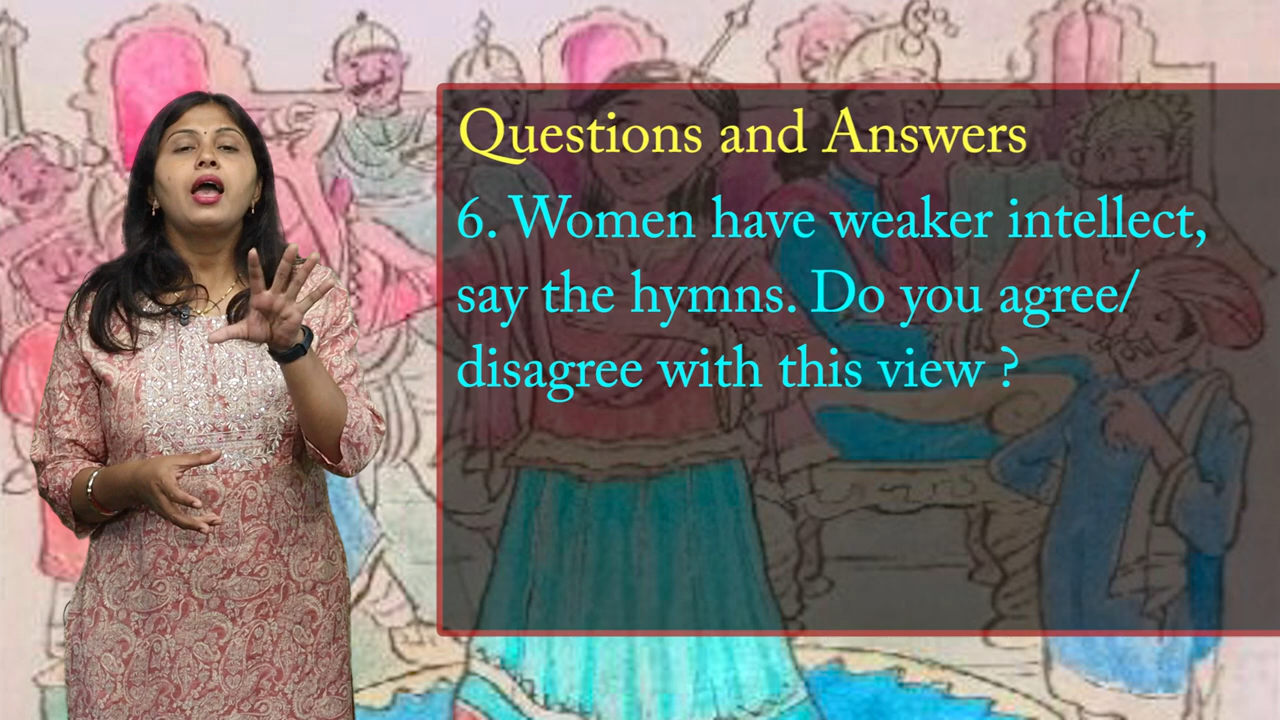 Questions and Answers
6. Women have weaker intellect,
say the hymns. Do you agree/
disagree with this view ?